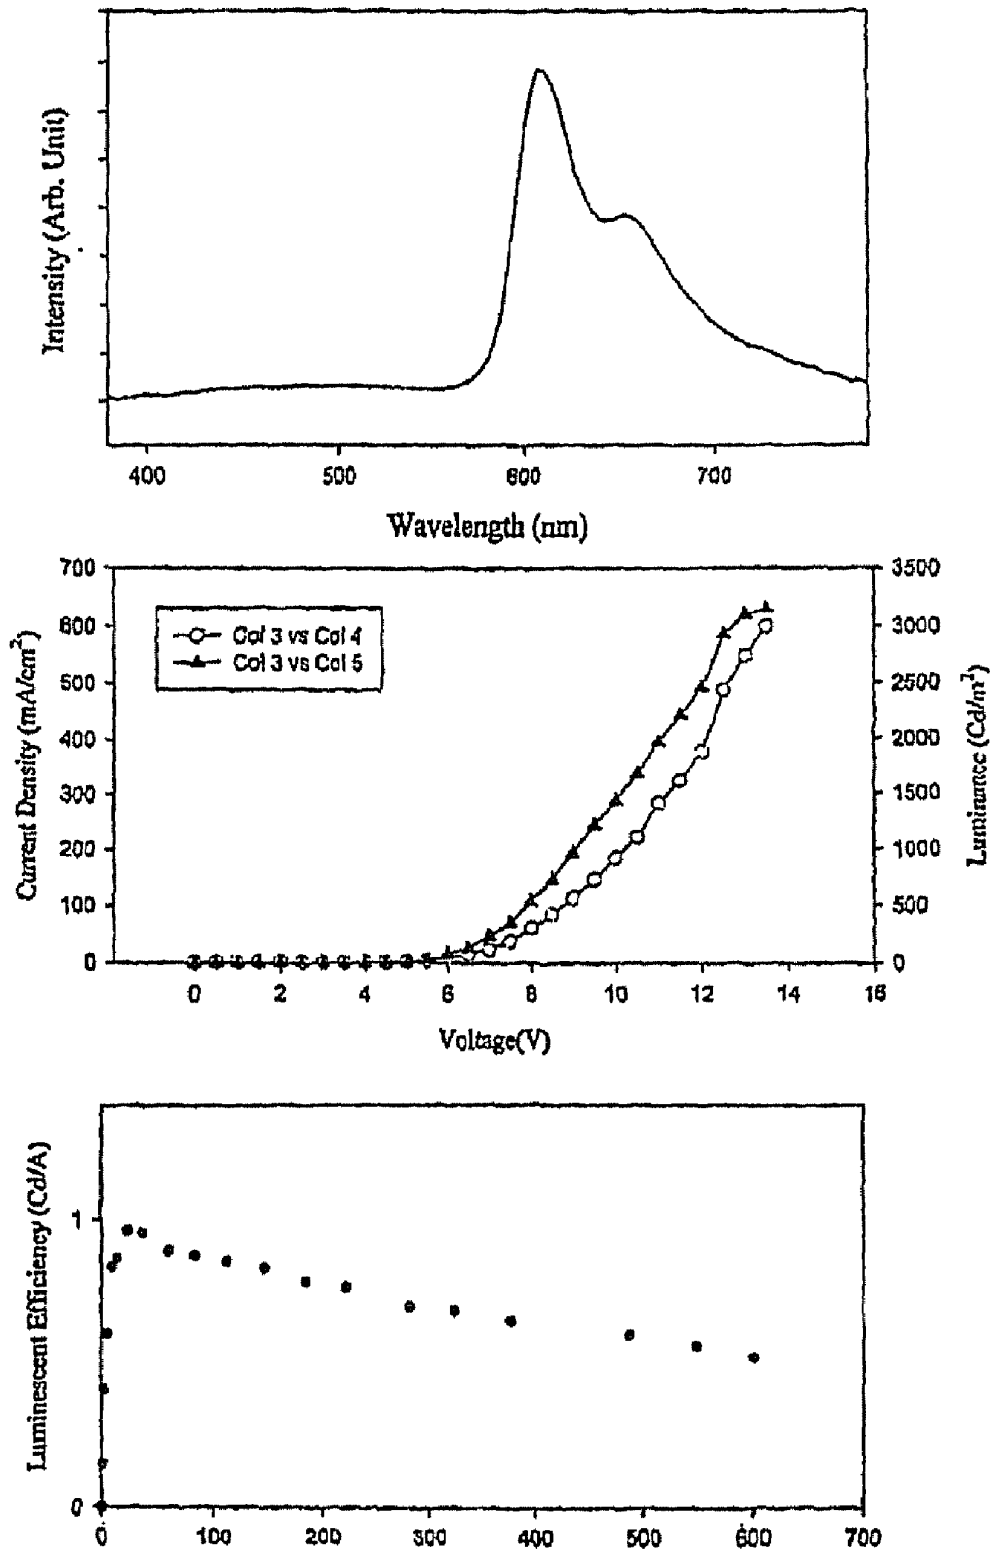 Intensity (Arb. Unit)
400 500 600 700
Wavelength (nm)
700 600 500 400 300 200 100 0
Current Density (mA/cm²)
Col 3 vs Col 4
Col 3 vs Col 5
3500 3000 2500 2000 1500 1000 500 0
Luminance (Cd/m²)
0 2 4 6 8 10 12 14 16
Voltage(V)
Luminescent Efficiency (Cd/A)
1
0
0 100 200 300 400 500 600 700